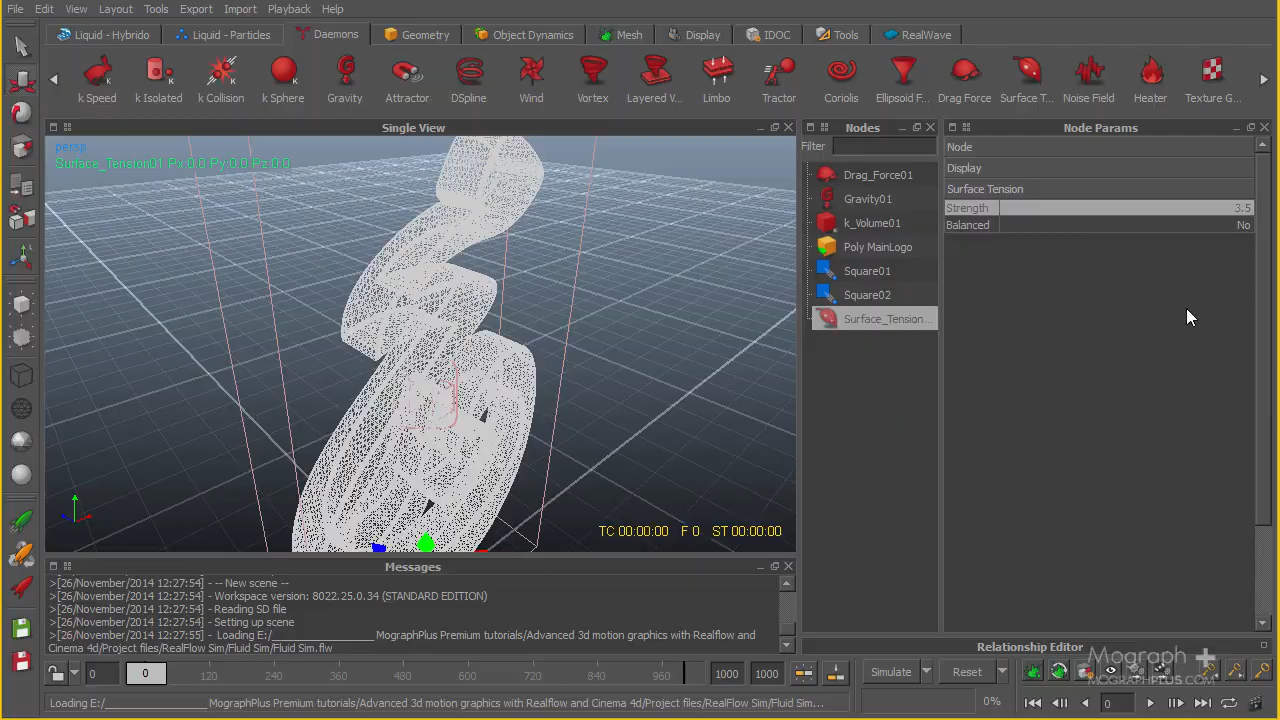 File Edit View Layout Export Import Playback Help
Liquid - Hybrido Liquid - Particles Daemons Geometry Object Dynamics Mesh Display IDOC Tools RealWave
k Speed k Isolated k Collision k Sphere Gravity Attractor DSpline Wind Vortex Layered V... Limbo Tractor Coriolis Ellipsoid F... Drag Force Surface T... Noise Field Heater Texture G...
Single View
persp
Surface_Tension01 Px:0.0 Py:0.0 Pz:0.0
TC 00:00:00 F 0 ST 00:00:00
Nodes
Filter
Drag_Force01
Gravity01
k_Volume01
Poly MainLogo
Square01
Square02
Surface_Tension...
Node Params
Node
Display
Surface Tension
Strength 3.5
Balanced No
Messages
>[26/November/2014 12:27:54] - -- New scene --
>[26/November/2014 12:27:54] - Workspace version: 8022.25.0.34 (STANDARD EDITION)
>[26/November/2014 12:27:54] - Reading SD file
>[26/November/2014 12:27:54] - Setting up scene
>[26/November/2014 12:27:55] - Loading E:/_____________________ MographPlus Premium tutorials/Advanced 3d motion graphics with Realflow and
Cinema 4d/Project files/RealFlow Sim/Fluid Sim/Fluid Sim.flw
Relationship Editor
Mograph
MOGRAPHPLUS.COM
0 0 120 240 360 480 600 720 840 960 1000 1000
Simulate Reset
Loading E:/_____________________ MographPlus Premium tutorials/Advanced 3d motion graphics with Realflow and Cinema 4d/Project files/RealFlow Sim/Fluid Sim...
0% 0